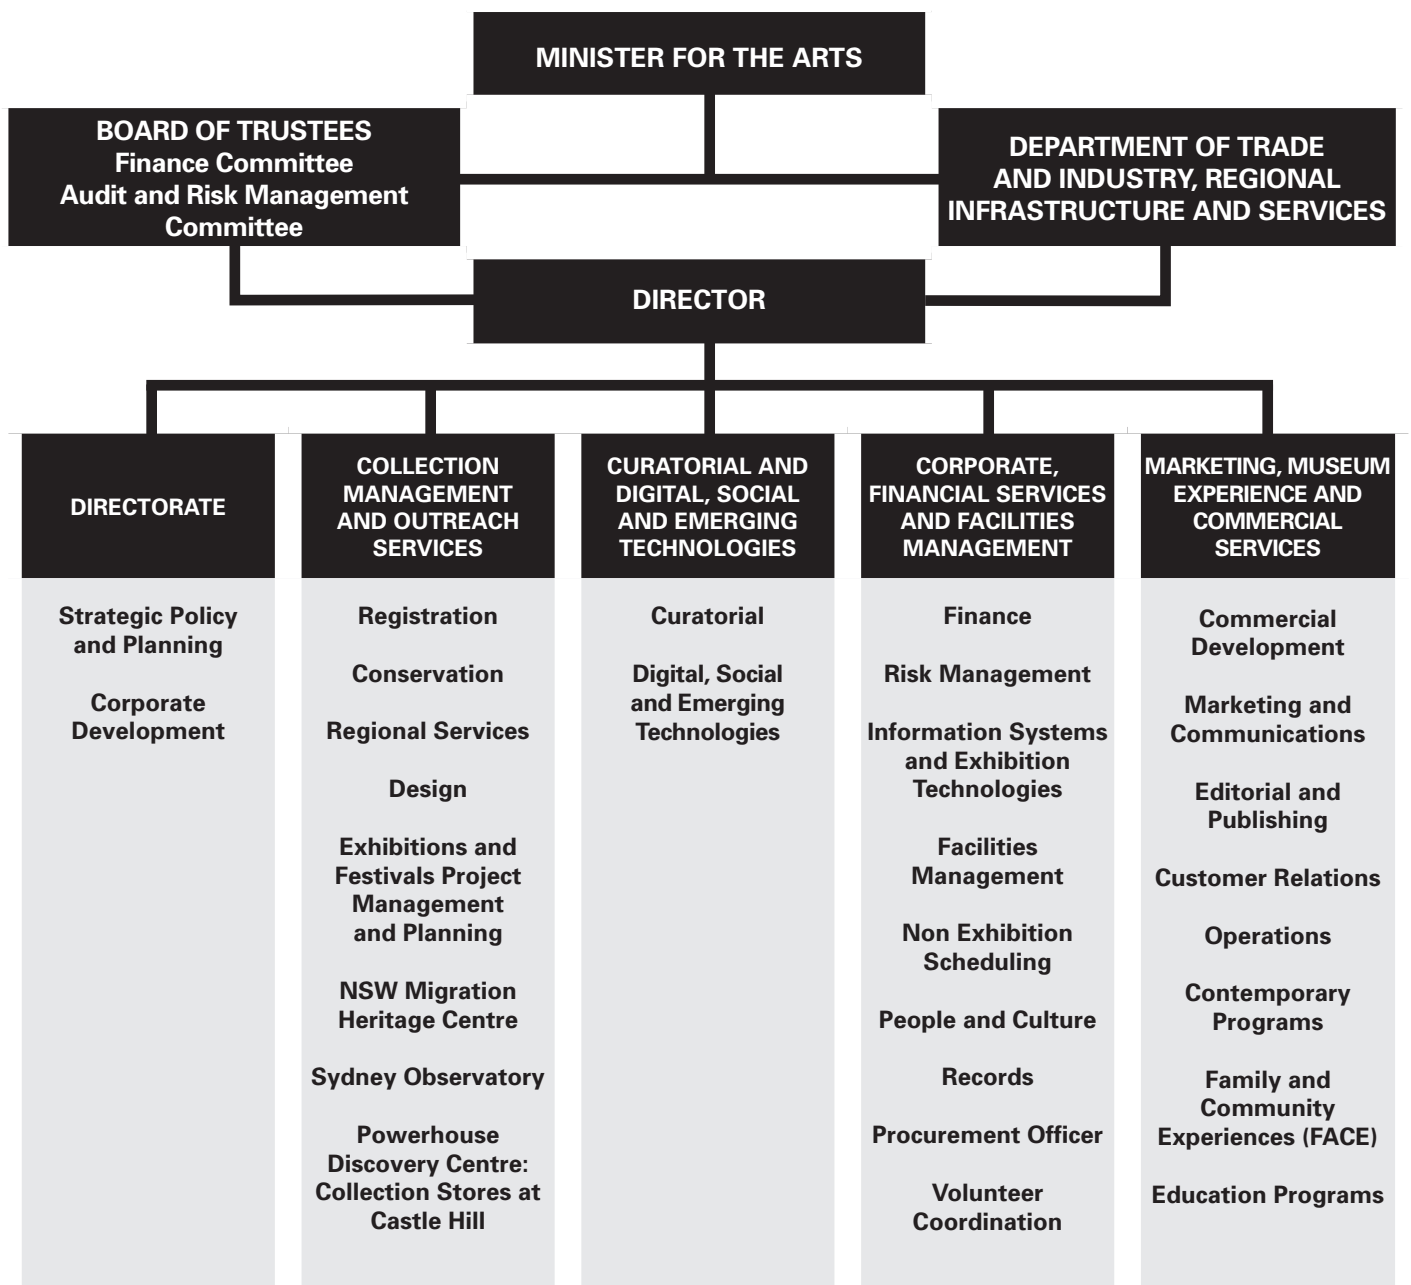 MINISTER FOR THE ARTS
BOARD OF TRUSTEES
Finance Committee
Audit and Risk Management
Committee
DEPARTMENT OF TRADE
AND INDUSTRY, REGIONAL
INFRASTRUCTURE AND SERVICES
DIRECTOR
DIRECTORATE
Strategic Policy
and Planning
Corporate
Development
COLLECTION
MANAGEMENT
AND OUTREACH
SERVICES
Registration
Conservation
Regional Services
Design
Exhibitions and
Festivals Project
Management
and Planning
NSW Migration
Heritage Centre
Sydney Observatory
Powerhouse
Discovery Centre:
Collection Stores at
Castle Hill
CURATORIAL AND
DIGITAL, SOCIAL
AND EMERGING
TECHNOLOGIES
Curatorial
Digital, Social
and Emerging
Technologies
CORPORATE,
FINANCIAL SERVICES
AND FACILITIES
MANAGEMENT
Finance
Risk Management
Information Systems
and Exhibition
Technologies
Facilities
Management
Non Exhibition
Scheduling
People and Culture
Records
Procurement Officer
Volunteer
Coordination
MARKETING, MUSEUM
EXPERIENCE AND
COMMERCIAL
SERVICES
Commercial
Development
Marketing and
Communications
Editorial and
Publishing
Customer Relations
Operations
Contemporary
Programs
Family and
Community
Experiences (FACE)
Education Programs